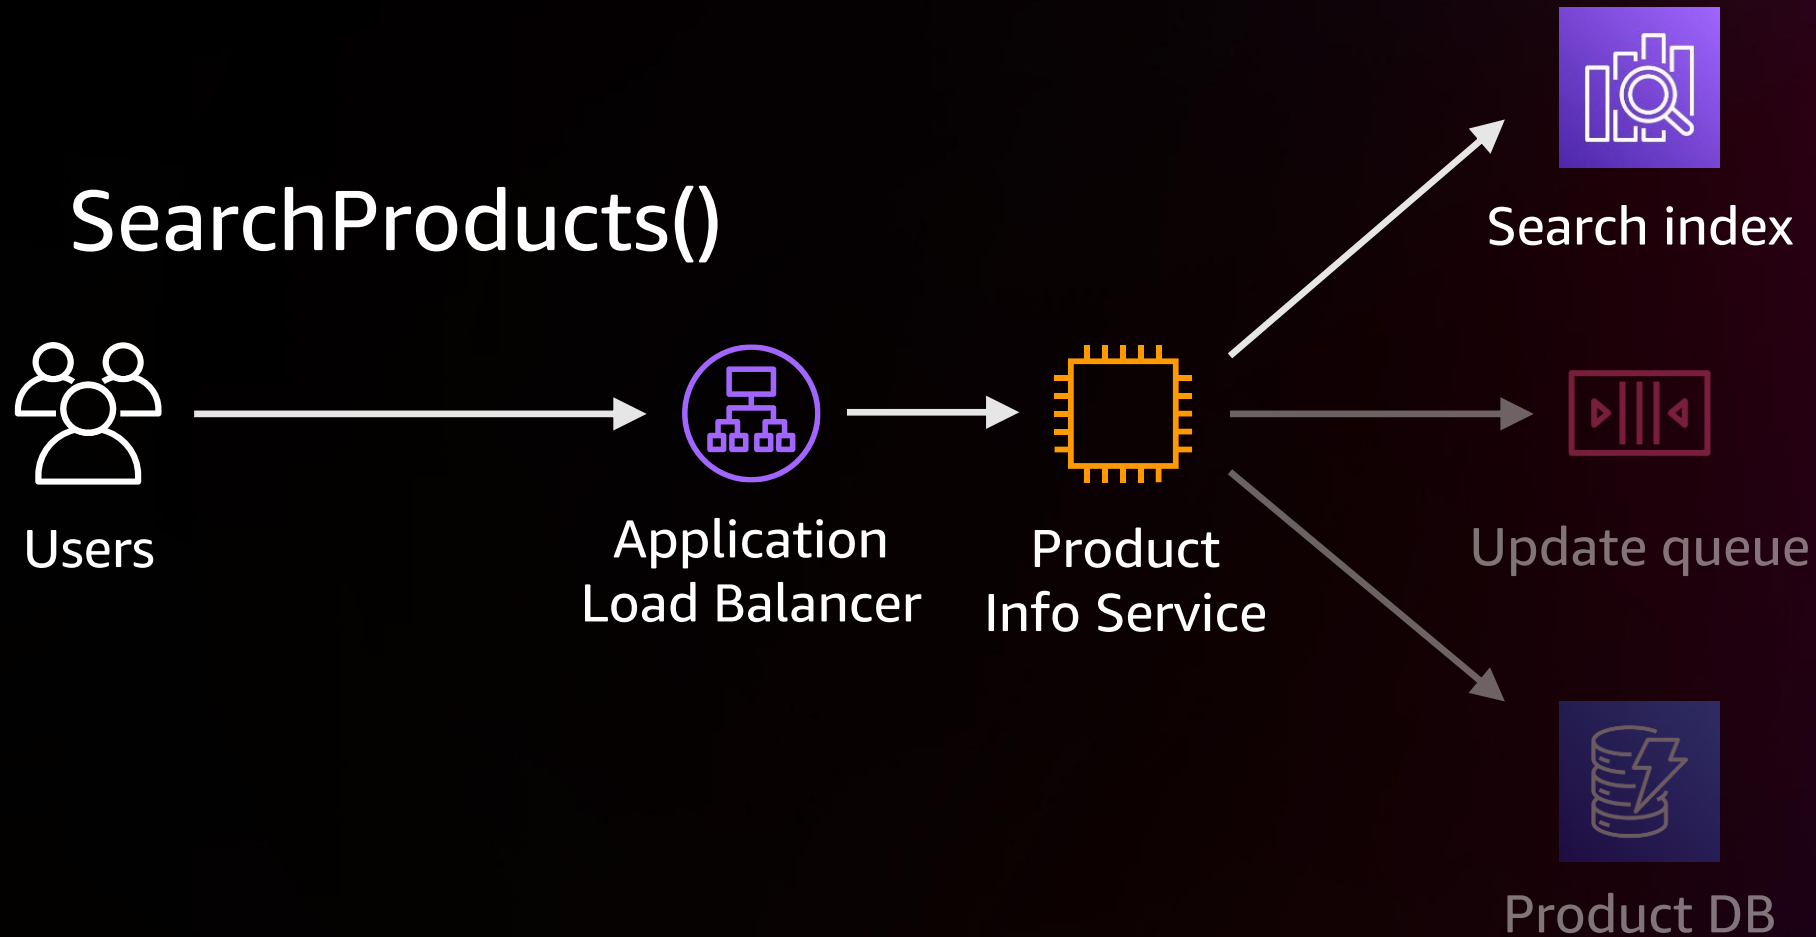 SearchProducts()
Search index
Users
Application
Load Balancer
Product
Info Service
Update queue
Product DB